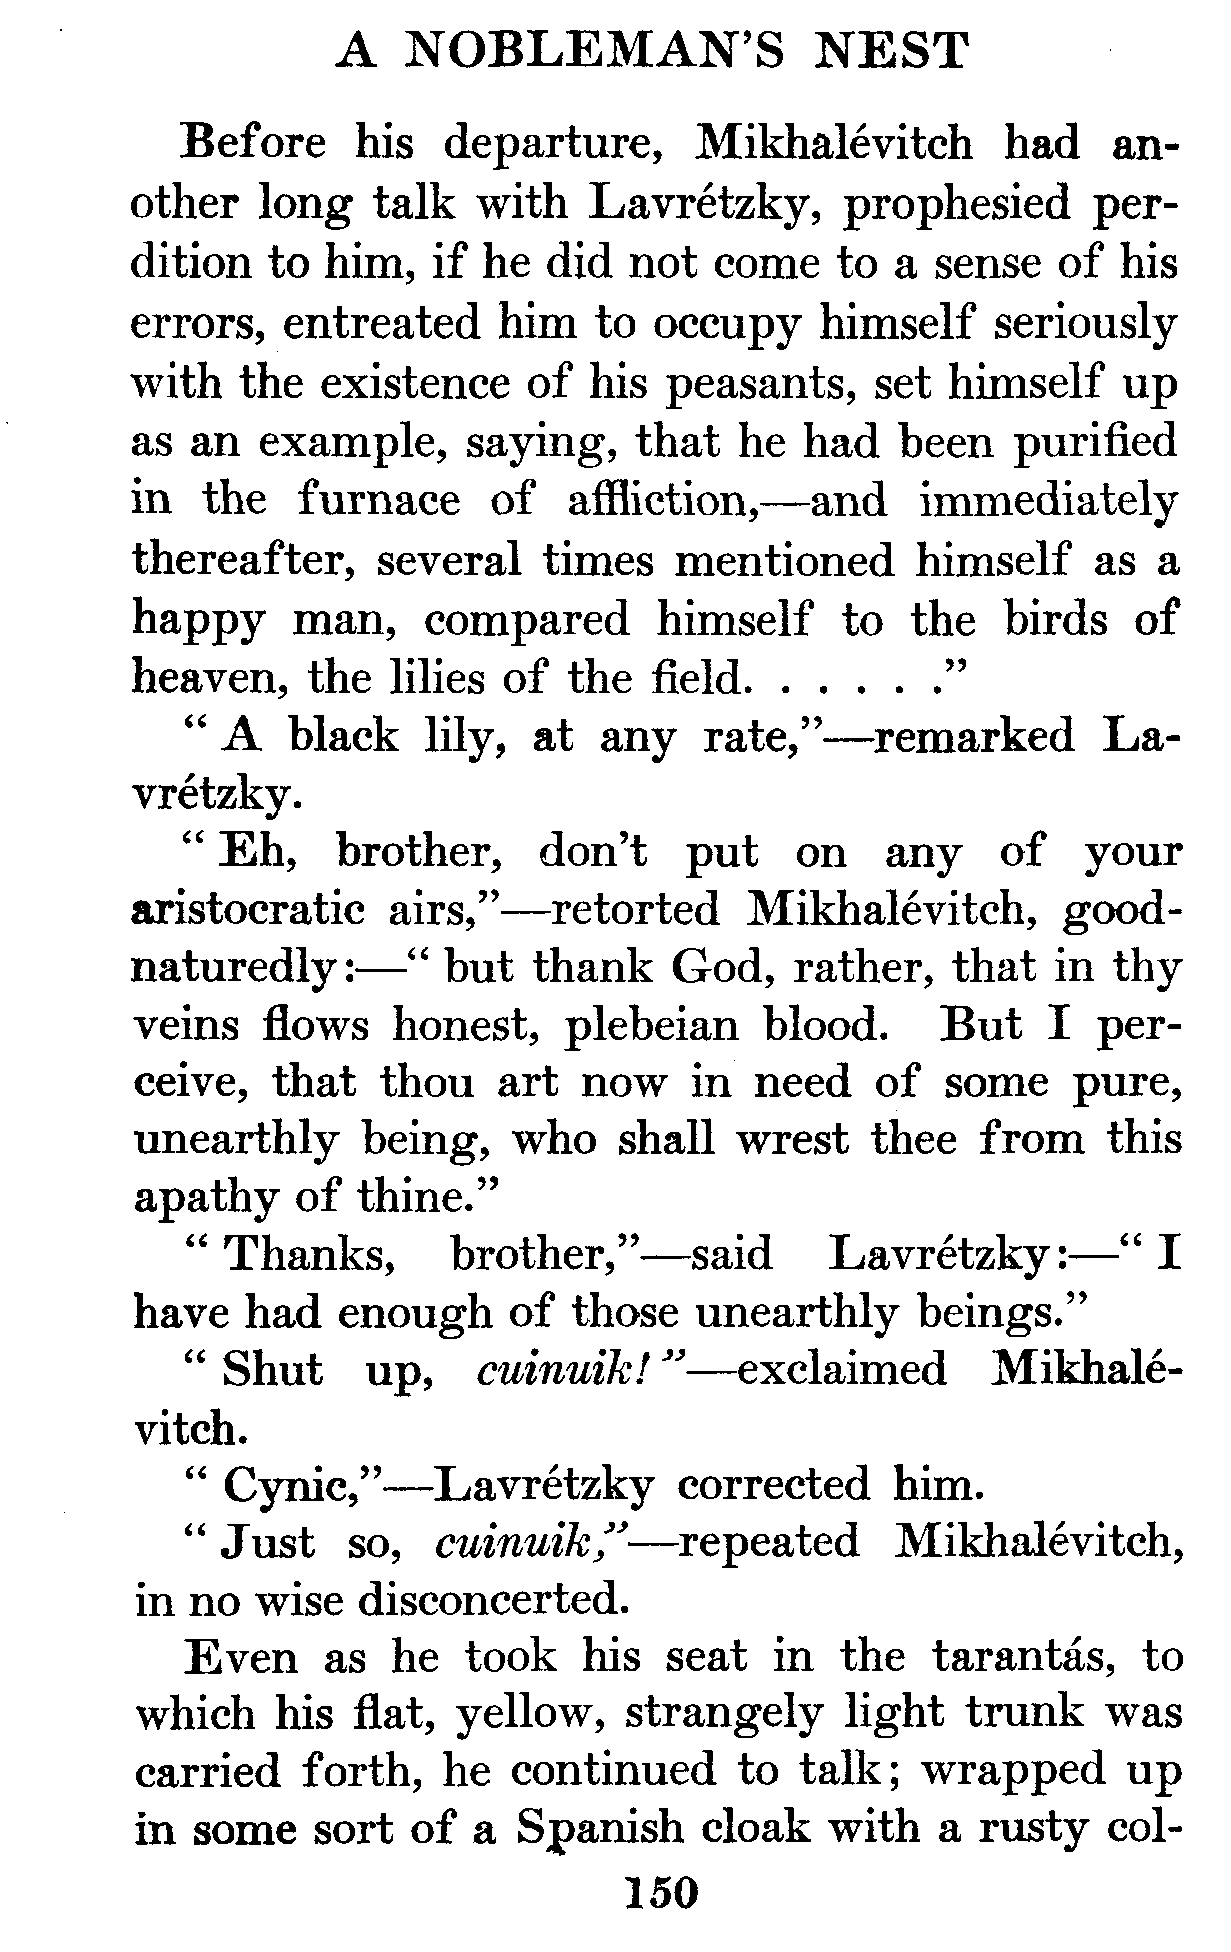 A NOBLEMAN'S NEST
Before his departure, Mikhalévitch had an-
other long talk with Lavrétzky, prophesied per-
dition to him, if he did not come to a sense of his
errors, entreated him to occupy himself seriously
with the existence of his peasants, set himself up
as an example, saying, that he had been purified
in the furnace of affliction,—and immediately
thereafter, several times mentioned himself as a
happy man, compared himself to the birds of
heaven, the lilies of the field. . . . . . ."
" A black lily, at any rate,"—remarked La-
vrétzky.
" Eh, brother, don't put on any of your
aristocratic airs,"—retorted Mikhalévitch, good-
naturedly:—" but thank God, rather, that in thy
veins flows honest, plebeian blood. But I per-
ceive, that thou art now in need of some pure,
unearthly being, who shall wrest thee from this
apathy of thine."
" Thanks, brother,"—said Lavrétzky:—" I
have had enough of those unearthly beings."
" Shut up, cuinuik! "—exclaimed Mikhalé-
vitch.
" Cynic,"—Lavrétzky corrected him.
" Just so, cuinuik,"—repeated Mikhalévitch,
in no wise disconcerted.
Even as he took his seat in the tarantás, to
which his flat, yellow, strangely light trunk was
carried forth, he continued to talk; wrapped up
in some sort of a Spanish cloak with a rusty col-
150